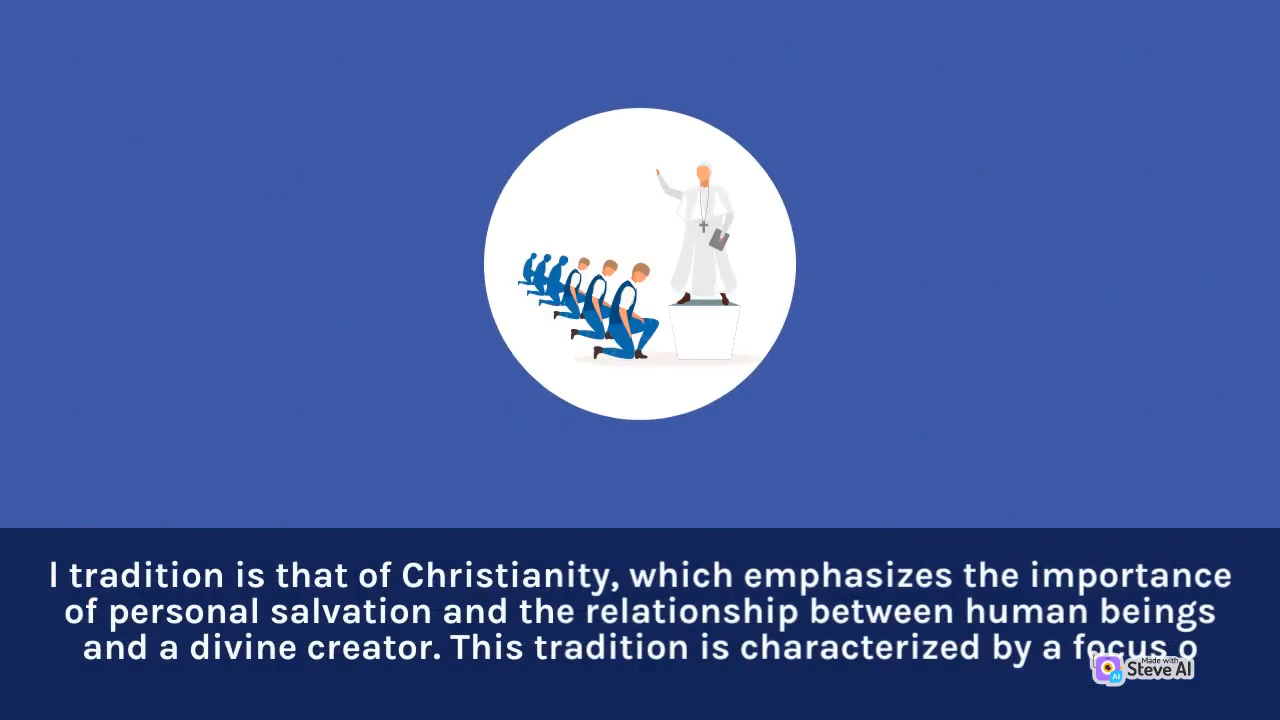 l tradition is that of Christianity, which emphasizes the importance
of personal salvation and the relationship between human beings
and a divine creator. This tradition is characterized by a focus o
Made with
Steve AI
AI